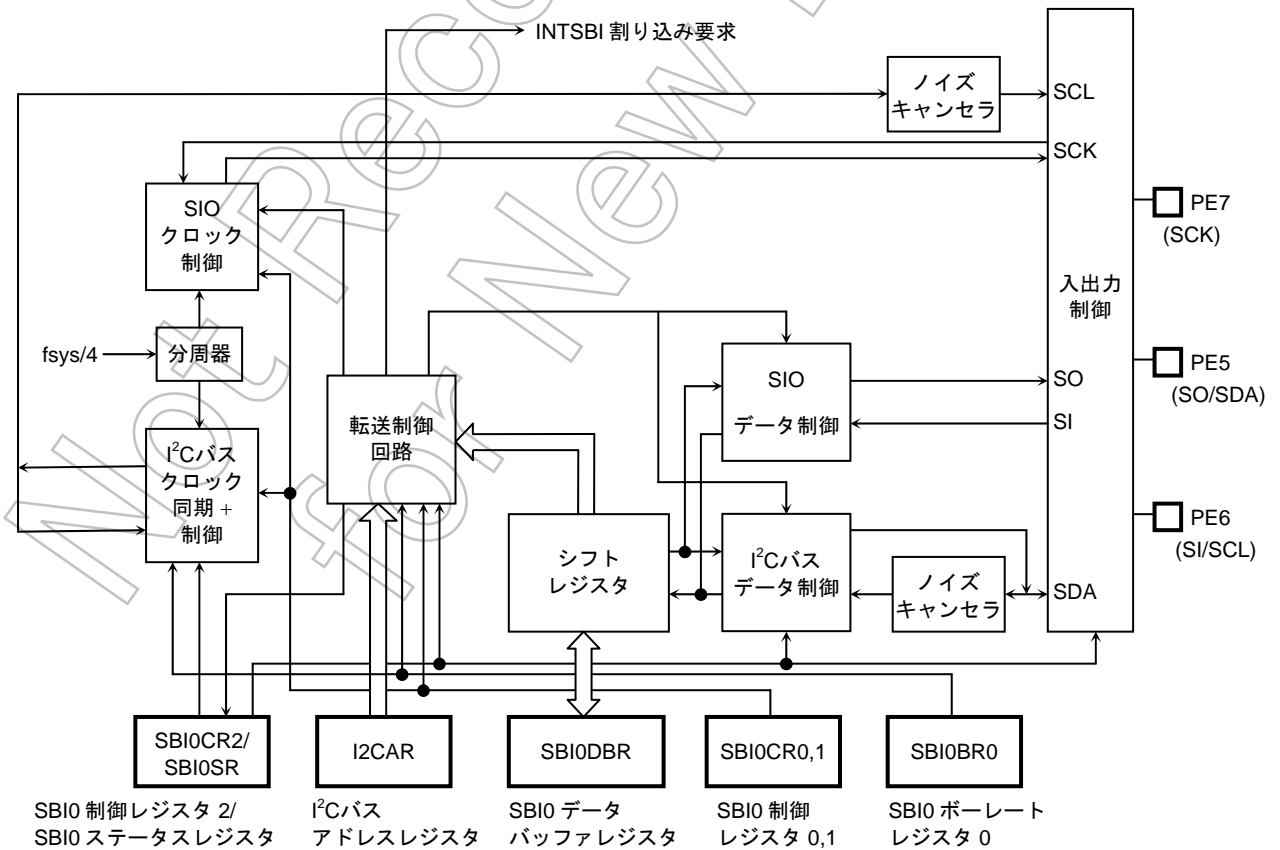 INTSBI 割り込み要求
ノイズ
キャンセラ
SCL
SCK
SIO
クロック
制御
PE7
(SCK)
入出力
制御
fsys/4
分周器
SIO
データ制御
SO
SI
PE5
(SO/SDA)
転送制御
回路
I²Cバス
クロック
同期 +
制御
シフト
レジスタ
I²Cバス
データ制御
ノイズ
キャンセラ
SDA
PE6
(SI/SCL)
SBI0CR2/
SBI0SR
I2CAR
SBI0DBR
SBI0CR0,1
SBI0BR0
SBI0 制御レジスタ 2/
SBI0 ステータスレジスタ
I²Cバス
アドレスレジスタ
SBI0 データ
バッファレジスタ
SBI0 制御
レジスタ 0,1
SBI0 ボーレート
レジスタ 0
Not Reco
for New